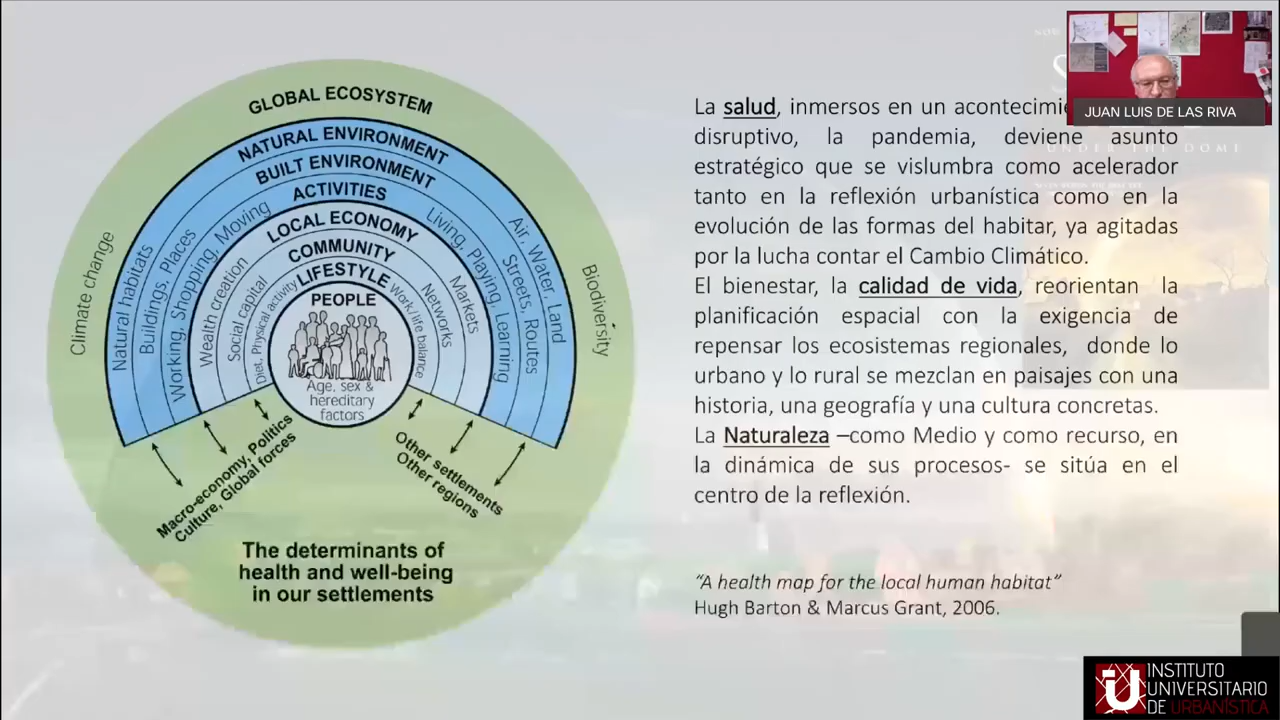 GLOBAL ECOSYSTEM
NATURAL ENVIRONMENT
BUILT ENVIRONMENT
ACTIVITIES
LOCAL ECONOMY
COMMUNITY
LIFESTYLE
PEOPLE
Age, sex &
hereditary
factors
Climate change
Natural habitats
Buildings, Places
Working, Shopping, Moving
Wealth creation
Social capital
Diet, Physical activity
Work/life balance
Networks
Markets
Living, Playing, Learning
Streets, Routes
Air, Water, Land
Biodiversity
Macro-economy, Politics
Culture, Global forces
Other settlements
Other regions
The determinants of
health and well-being
in our settlements
La salud, inmersos en un
disruptivo, la pandemia, deviene asunto
estratégico que se vislumbra como acelerador
tanto en la reflexión urbanística como en la
evolución de las formas del habitar, ya agitadas
por la lucha contar el Cambio Climático.
El bienestar, la calidad de vida, reorientan la
planificación espacial con la exigencia de
repensar los ecosistemas regionales, donde lo
urbano y lo rural se mezclan en paisajes con una
historia, una geografía y una cultura concretas.
La Naturaleza –como Medio y como recurso, en
la dinámica de sus procesos- se sitúa en el
centro de la reflexión.
“A health map for the local human habitat”
Hugh Barton & Marcus Grant, 2006.
JUAN LUIS DE LAS RIVA
UNDER THE DOME
iU
INSTITUTO
UNIVERSITARIO
DE URBANÍSTICA